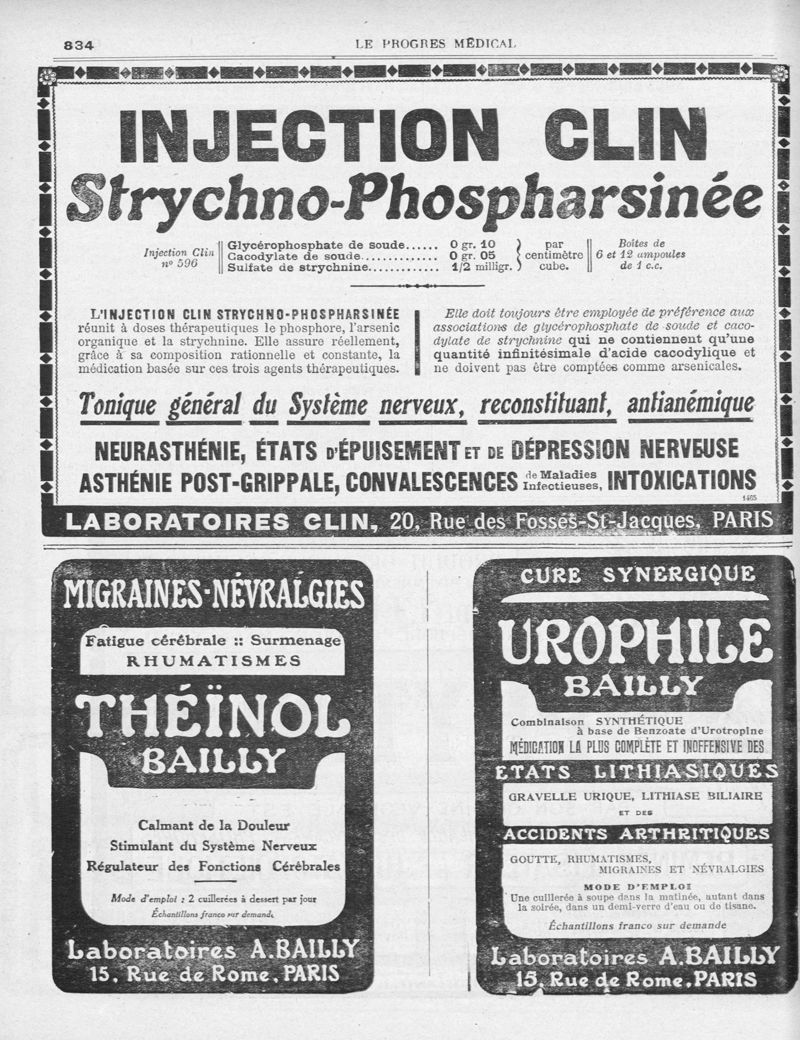 834
LE PROGRES MÉDICAL
INJECTION CLIN
Strychno-Phospharsinée
Injection Clin
nº 596
Glycérophosphate de soude...... 0 gr. 10
Cacodylate de soude.............. 0 gr. 05
Sulfate de strychnine............. 1/2 milligr.
par
centimètre
cube.
Boîtes de
6 et 12 ampoules
de 1 c.c.
L'INJECTION CLIN STRYCHNO-PHOSPHARSINÉE
réunit à doses thérapeutiques le phosphore, l'arsenic
organique et la strychnine. Elle assure réellement,
grâce à sa composition rationnelle et constante, la
médication basée sur ces trois agents thérapeutiques.
Elle doit toujours être employée de préférence aux
associations de glycérophosphate de soude et caco-
dylate de strychnine qui ne contiennent qu'une
quantité infinitésimale d'acide cacodylique et
ne doivent pas être comptées comme arsenicales.
Tonique général du Système nerveux, reconstituant, antianémique
NEURASTHÉNIE, ÉTATS D'ÉPUISEMENT ET DE DÉPRESSION NERVEUSE
ASTHÉNIE POST-GRIPPALE, CONVALESCENCES de Maladies Infectieuses, INTOXICATIONS
1465
LABORATOIRES CLIN, 20, Rue des Fossés-St-Jacques, PARIS
MIGRAINES-NÉVRALGIES
Fatigue cérébrale :: Surmenage
RHUMATISMES
THÉÏNOL
BAILLY
Calmant de la Douleur
Stimulant du Système Nerveux
Régulateur des Fonctions Cérébrales
Mode d'emploi : 2 cuillerées à dessert par jour
Échantillons franco sur demande
Laboratoires A.BAILLY
15, Rue de Rome, PARIS
CURE SYNERGIQUE
UROPHILE
BAILLY
Combinaison SYNTHÉTIQUE
à base de Benzoate d'Urotropine
MÉDICATION LA PLUS COMPLÈTE ET INOFFENSIVE DES
ETATS LITHIASIQUES
GRAVELLE URIQUE, LITHIASE BILIAIRE
ET DES
ACCIDENTS ARTHRITIQUES
GOUTTE, RHUMATISMES,
MIGRAINES ET NÉVRALGIES
MODE D'EMPLOI
Une cuillerée à soupe dans la matinée, autant dans
la soirée, dans un demi-verre d'eau ou de tisane.
Échantillons franco sur demande
Laboratoires A.BAILLY
15, Rue de Rome, PARIS